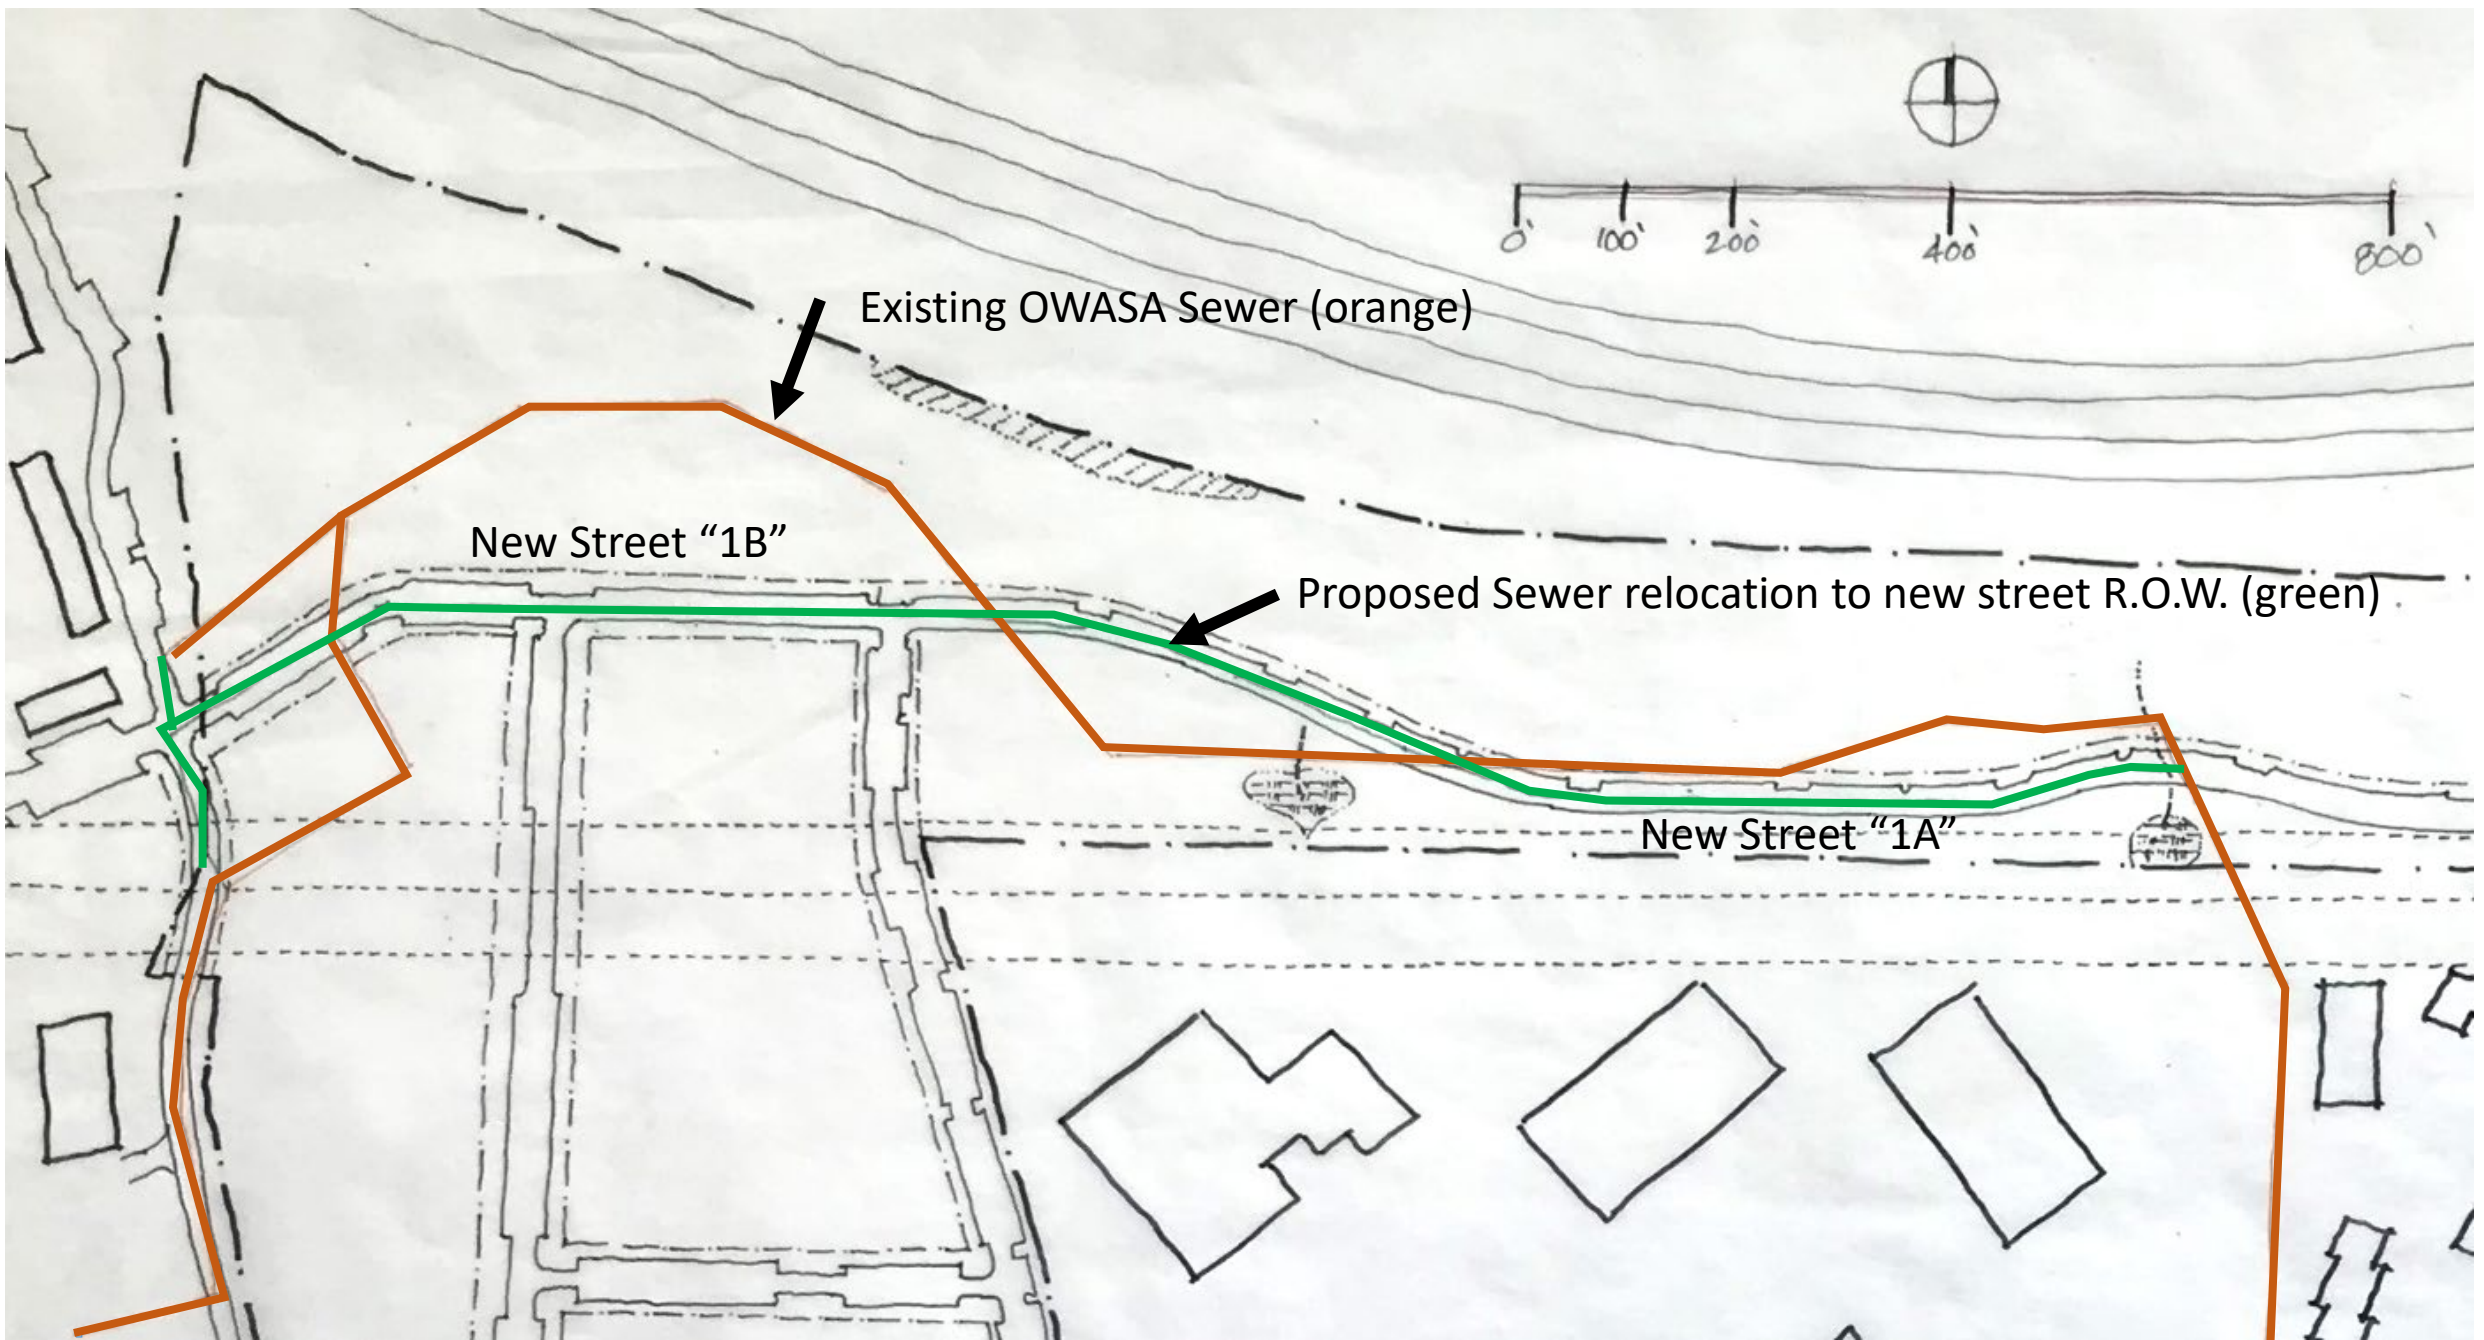 0' 100' 200' 400' 800'
Existing OWASA Sewer (orange)
New Street “1B”
Proposed Sewer relocation to new street R.O.W. (green)
New Street “1A”